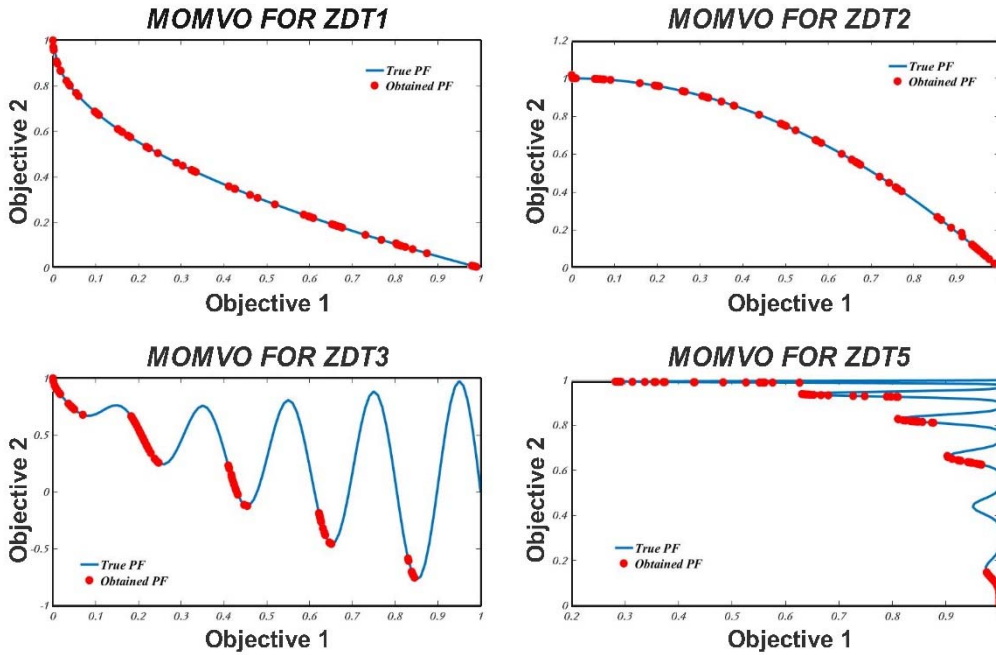 MOMVO FOR ZDT1
1
0.8
0.6
0.4
0.2
0
Objective 2
True PF
Obtained PF
0 0.1 0.2 0.3 0.4 0.5 0.6 0.7 0.8 0.9 1
Objective 1
MOMVO FOR ZDT2
1.2
1
0.8
0.6
0.4
0.2
0
Objective 2
True PF
Obtained PF
0 0.1 0.2 0.3 0.4 0.5 0.6 0.7 0.8 0.9
Objective 1
MOMVO FOR ZDT3
1
0.5
0
-0.5
-1
Objective 2
True PF
Obtained PF
0 0.1 0.2 0.3 0.4 0.5 0.6 0.7 0.8 0.9 1
Objective 1
MOMVO FOR ZDT5
1
0.8
0.6
0.4
0.2
0
Objective 2
True PF
Obtained PF
0.2 0.3 0.4 0.5 0.6 0.7 0.8 0.9
Objective 1